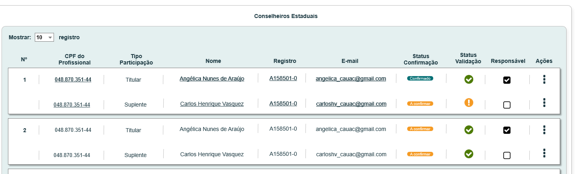 Conselheiros Estaduais
Mostrar: 10 registro
Nº CPF do Profissional Tipo Participação Nome Registro E-mail Status Confirmação Status Validação Responsável Ações
1 048.870.351-44 Titular Angélica Nunes de Araújo A158501-0 angelica_cauac@gmail.com Confirmado
048.870.351-44 Suplente Carlos Henrique Vasquez A158501-0 carloshv_cauac@gmail.com A confirmar
2 048.870.351-44 Titular Angélica Nunes de Araújo A158501-0 angelica_cauac@gmail.com A confirmar
048.870.351-44 Suplente Carlos Henrique Vasquez A158501-0 carloshv_cauac@gmail.com A confirmar